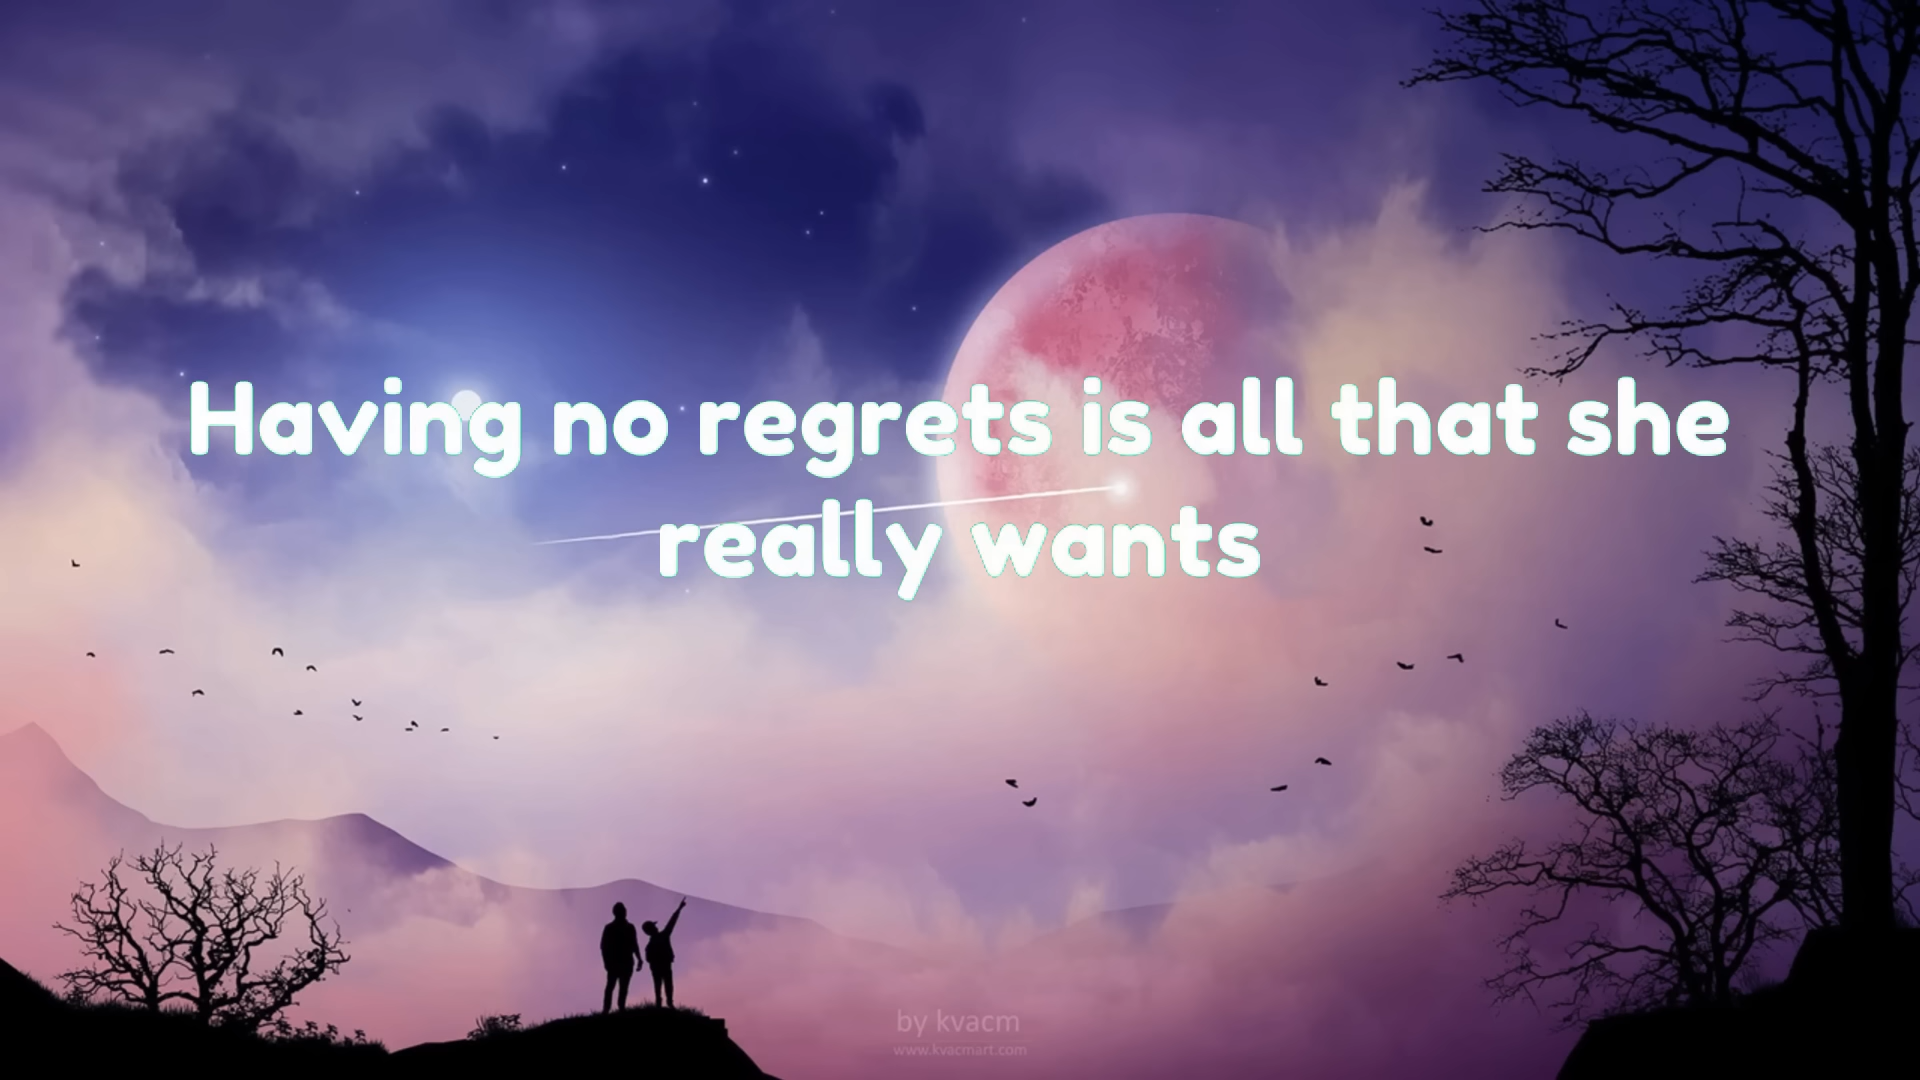 Having no regrets is all that she
really wants
by kvacm
www.kvacmart.com